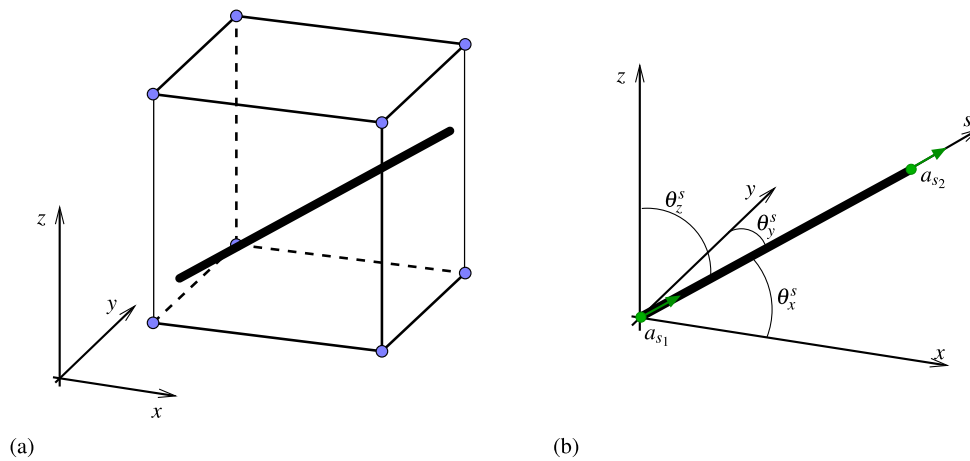 z
y
x
(a)
z
s
y
a_{s_2}
θ_z^s
θ_y^s
θ_x^s
a_{s_1}
x
(b)